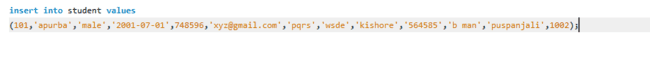 insert into student values
(101,'apurba','male','2001-07-01',748596,'xyz@gmail.com','pqrs','wsde','kishore','564585','b man','puspanjali',1002);